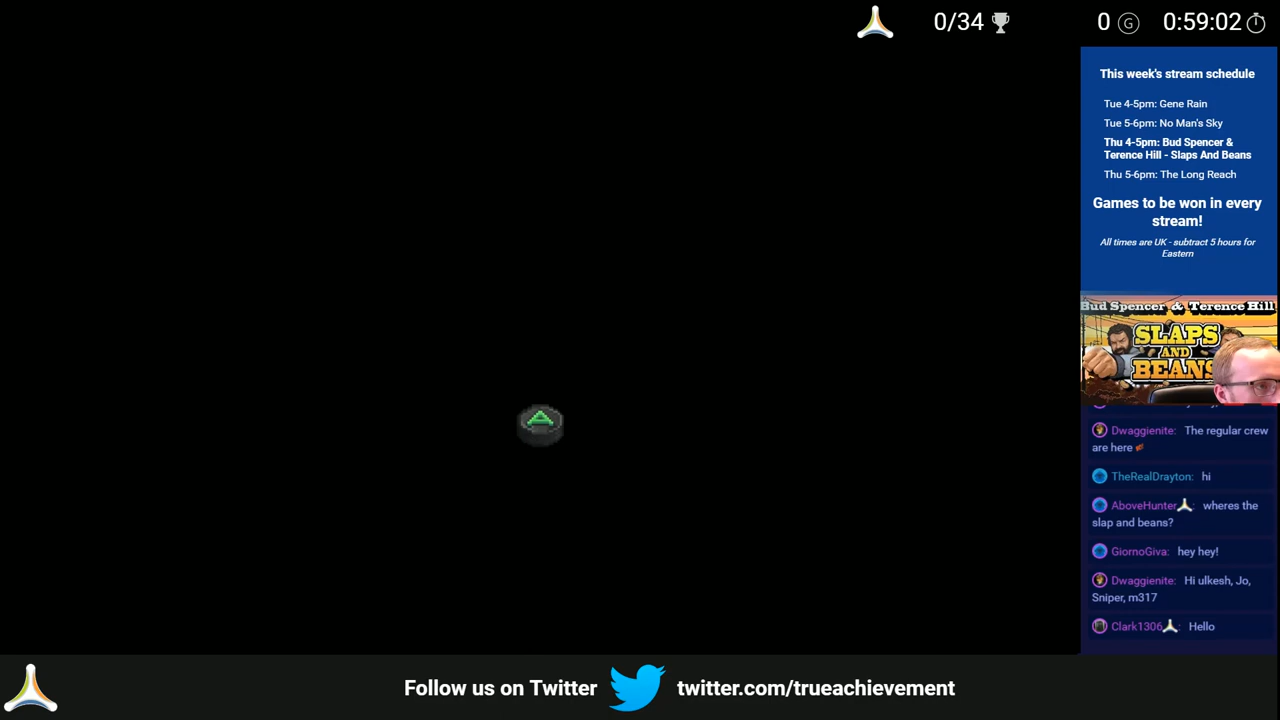 0/34
0 G 0:59:02
This week's stream schedule
Tue 4-5pm: Gene Rain
Tue 5-6pm: No Man's Sky
Thu 4-5pm: Bud Spencer &
Terence Hill - Slaps And Beans
Thu 5-6pm: The Long Reach
Games to be won in every
stream!
All times are UK - subtract 5 hours for
Eastern
Bud Spencer & Terence Hill
SLAPS
AND
BEANS
A
Dwaggienite: The regular crew
are here
TheRealDrayton: hi
AboveHunter: wheres the
slap and beans?
GiornoGiva: hey hey!
Dwaggienite: Hi ulkesh, Jo,
Sniper, m317
Clark1306: Hello
Follow us on Twitter twitter.com/trueachievement